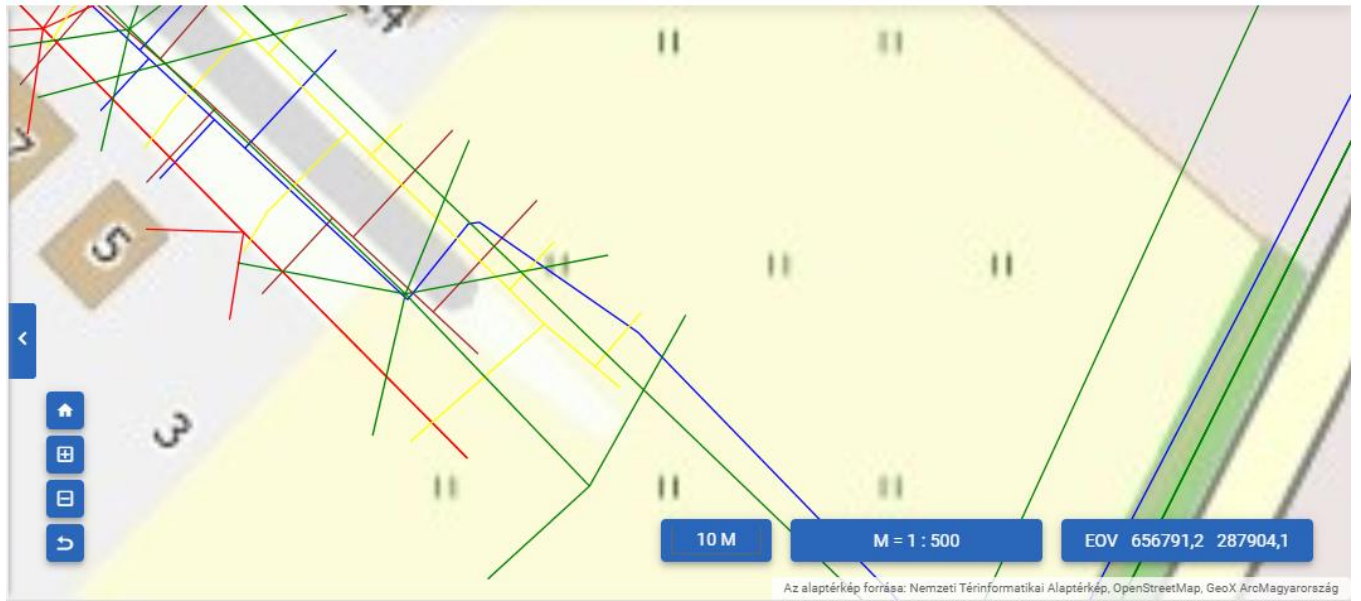 5
3
10 M
M = 1 : 500
EOV 656791,2 287904,1
Az alaptérkép forrása: Nemzeti Térinformatikai Alaptérkép, OpenStreetMap, GeoX ArcMagyarország